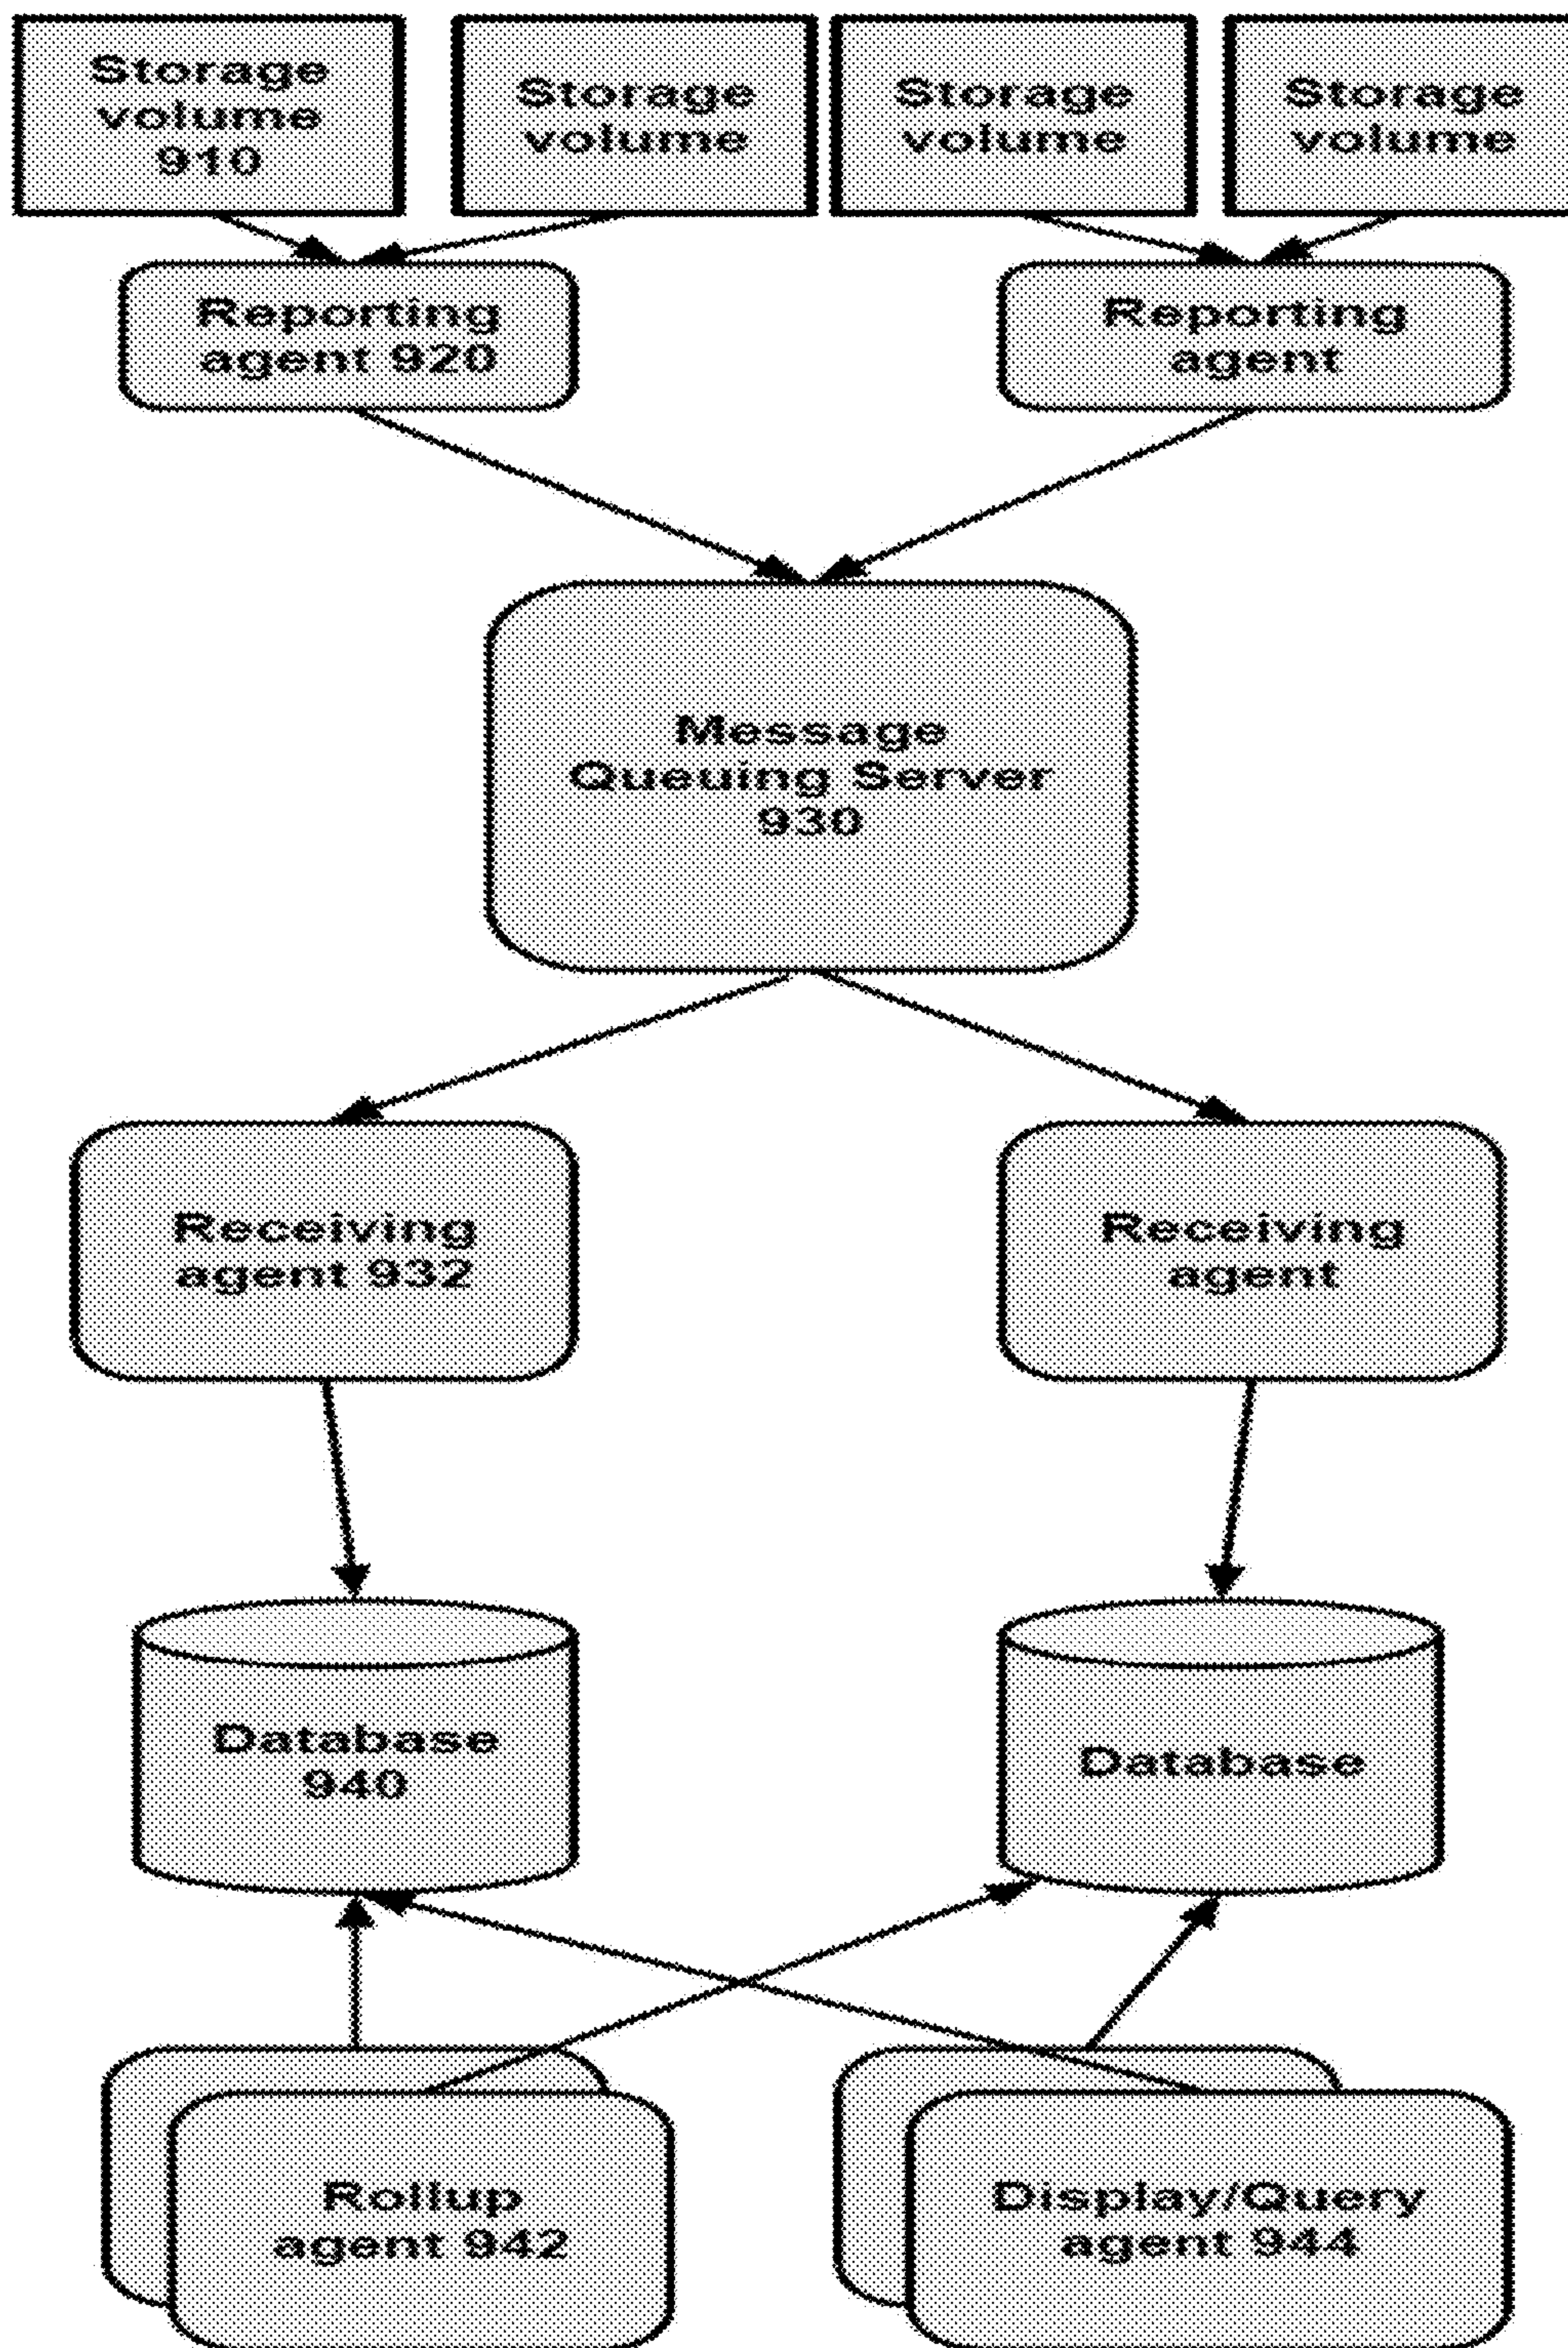 Storage
volume
910
Storage
volume
Storage
volume
Storage
volume
Reporting
agent 920
Reporting
agent
Message
Queuing Server
930
Receiving
agent 932
Receiving
agent
Database
940
Database
Rollup
agent 942
Display/Query
agent 944